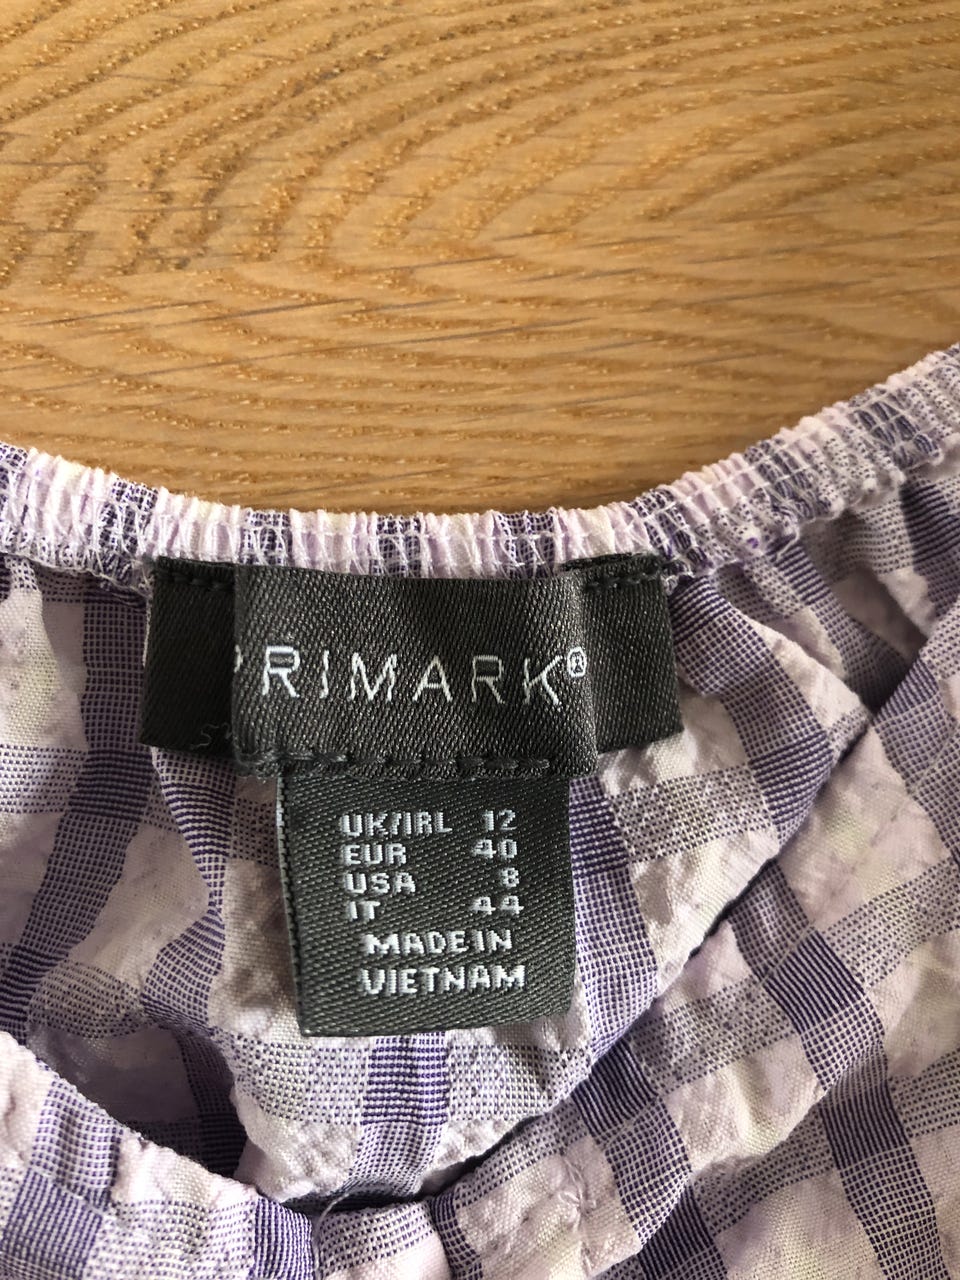 PRIMARK®
UK/IRL 12
EUR 40
USA 8
IT 44
MADE IN
VIETNAM